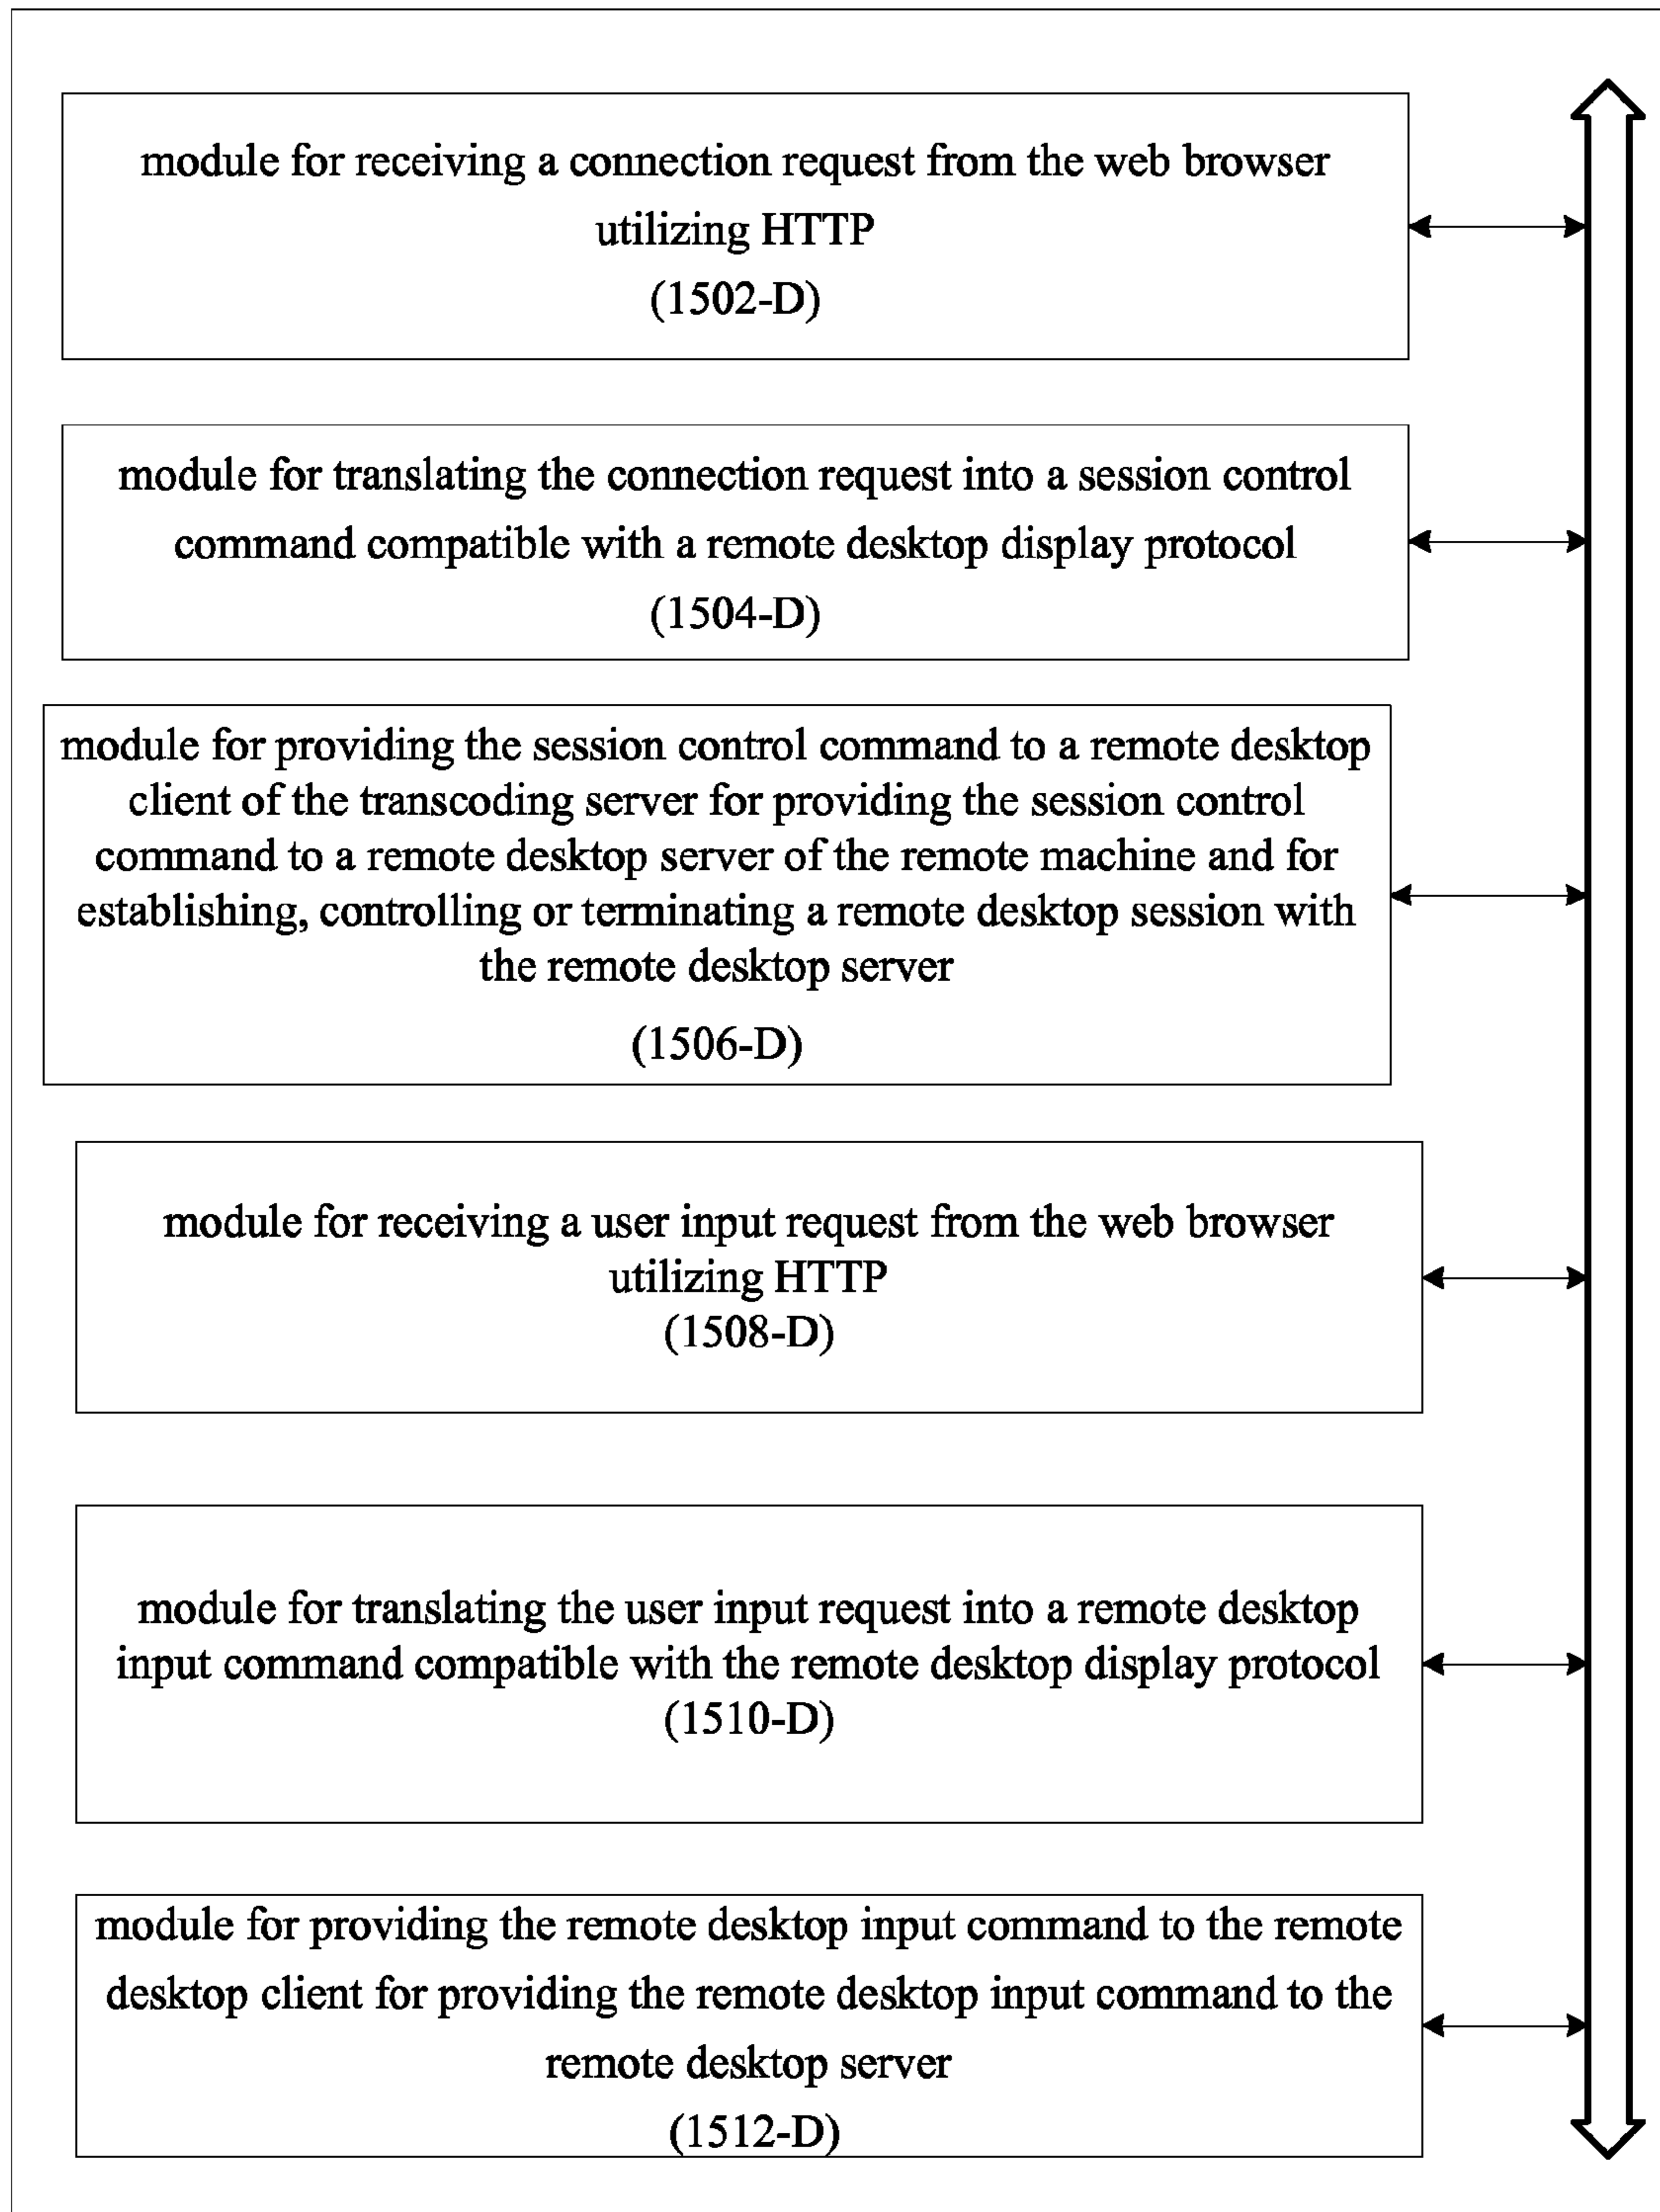 module for receiving a connection request from the web browser
utilizing HTTP
(1502-D)
module for translating the connection request into a session control
command compatible with a remote desktop display protocol
(1504-D)
module for providing the session control command to a remote desktop
client of the transcoding server for providing the session control
command to a remote desktop server of the remote machine and for
establishing, controlling or terminating a remote desktop session with
the remote desktop server
(1506-D)
module for receiving a user input request from the web browser
utilizing HTTP
(1508-D)
module for translating the user input request into a remote desktop
input command compatible with the remote desktop display protocol
(1510-D)
module for providing the remote desktop input command to the remote
desktop client for providing the remote desktop input command to the
remote desktop server
(1512-D)